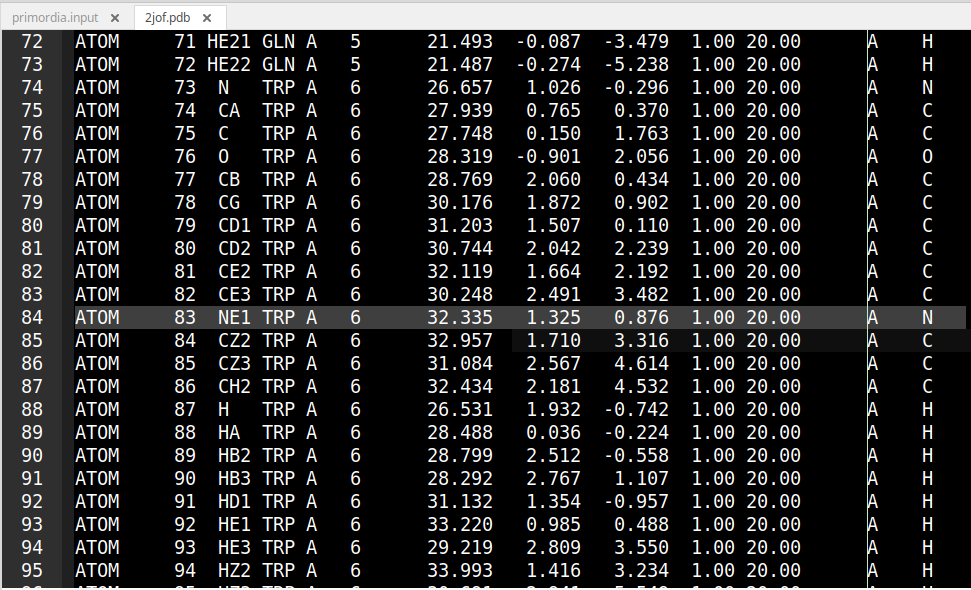 primordia.input × 2jof.pdb ×
72 ATOM 71 HE21 GLN A 5 21.493 -0.087 -3.479 1.00 20.00 A H
73 ATOM 72 HE22 GLN A 5 21.487 -0.274 -5.238 1.00 20.00 A H
74 ATOM 73 N TRP A 6 26.657 1.026 -0.296 1.00 20.00 A N
75 ATOM 74 CA TRP A 6 27.939 0.765 0.370 1.00 20.00 A C
76 ATOM 75 C TRP A 6 27.748 0.150 1.763 1.00 20.00 A C
77 ATOM 76 O TRP A 6 28.319 -0.901 2.056 1.00 20.00 A O
78 ATOM 77 CB TRP A 6 28.769 2.060 0.434 1.00 20.00 A C
79 ATOM 78 CG TRP A 6 30.176 1.872 0.902 1.00 20.00 A C
80 ATOM 79 CD1 TRP A 6 31.203 1.507 0.110 1.00 20.00 A C
81 ATOM 80 CD2 TRP A 6 30.744 2.042 2.239 1.00 20.00 A C
82 ATOM 81 CE2 TRP A 6 32.119 1.664 2.192 1.00 20.00 A C
83 ATOM 82 CE3 TRP A 6 30.248 2.491 3.482 1.00 20.00 A C
84 ATOM 83 NE1 TRP A 6 32.335 1.325 0.876 1.00 20.00 A N
85 ATOM 84 CZ2 TRP A 6 32.957 1.710 3.316 1.00 20.00 A C
86 ATOM 85 CZ3 TRP A 6 31.084 2.567 4.614 1.00 20.00 A C
87 ATOM 86 CH2 TRP A 6 32.434 2.181 4.532 1.00 20.00 A C
88 ATOM 87 H TRP A 6 26.531 1.932 -0.742 1.00 20.00 A H
89 ATOM 88 HA TRP A 6 28.488 0.036 -0.224 1.00 20.00 A H
90 ATOM 89 HB2 TRP A 6 28.799 2.512 -0.558 1.00 20.00 A H
91 ATOM 90 HB3 TRP A 6 28.292 2.767 1.107 1.00 20.00 A H
92 ATOM 91 HD1 TRP A 6 31.132 1.354 -0.957 1.00 20.00 A H
93 ATOM 92 HE1 TRP A 6 33.220 0.985 0.488 1.00 20.00 A H
94 ATOM 93 HE3 TRP A 6 29.219 2.809 3.550 1.00 20.00 A H
95 ATOM 94 HZ2 TRP A 6 33.993 1.416 3.234 1.00 20.00 A H